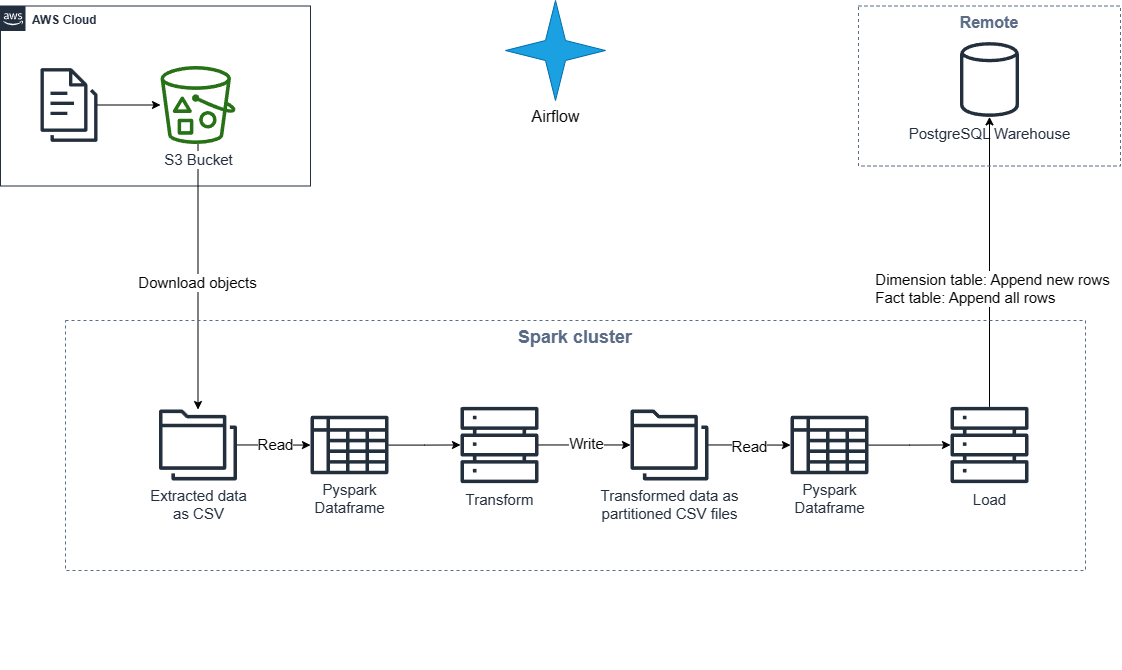 aws
AWS Cloud
S3 Bucket
Airflow
Remote
PostgreSQL Warehouse
Download objects
Dimension table: Append new rows
Fact table: Append all rows
Spark cluster
Read
Write
Read
Extracted data
as CSV
Pyspark
Dataframe
Transform
Transformed data as
partitioned CSV files
Pyspark
Dataframe
Load